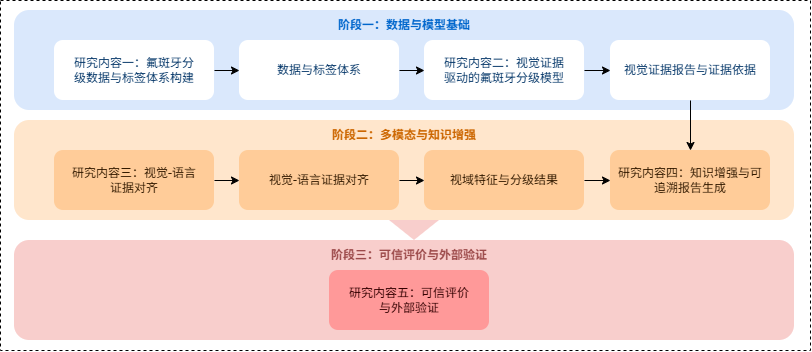 阶段一：数据与模型基础
研究内容一：氟斑牙分
级数据与标签体系构建
数据与标签体系
研究内容二：视觉证据
驱动的氟斑牙分级模型
视觉证据报告与证据依据
阶段二：多模态与知识增强
研究内容三：视觉-语言
证据对齐
视觉-语言证据对齐
视域特征与分级结果
研究内容四：知识增强与可
追溯报告生成
阶段三：可信评价与外部验证
研究内容五：可信评价
与外部验证